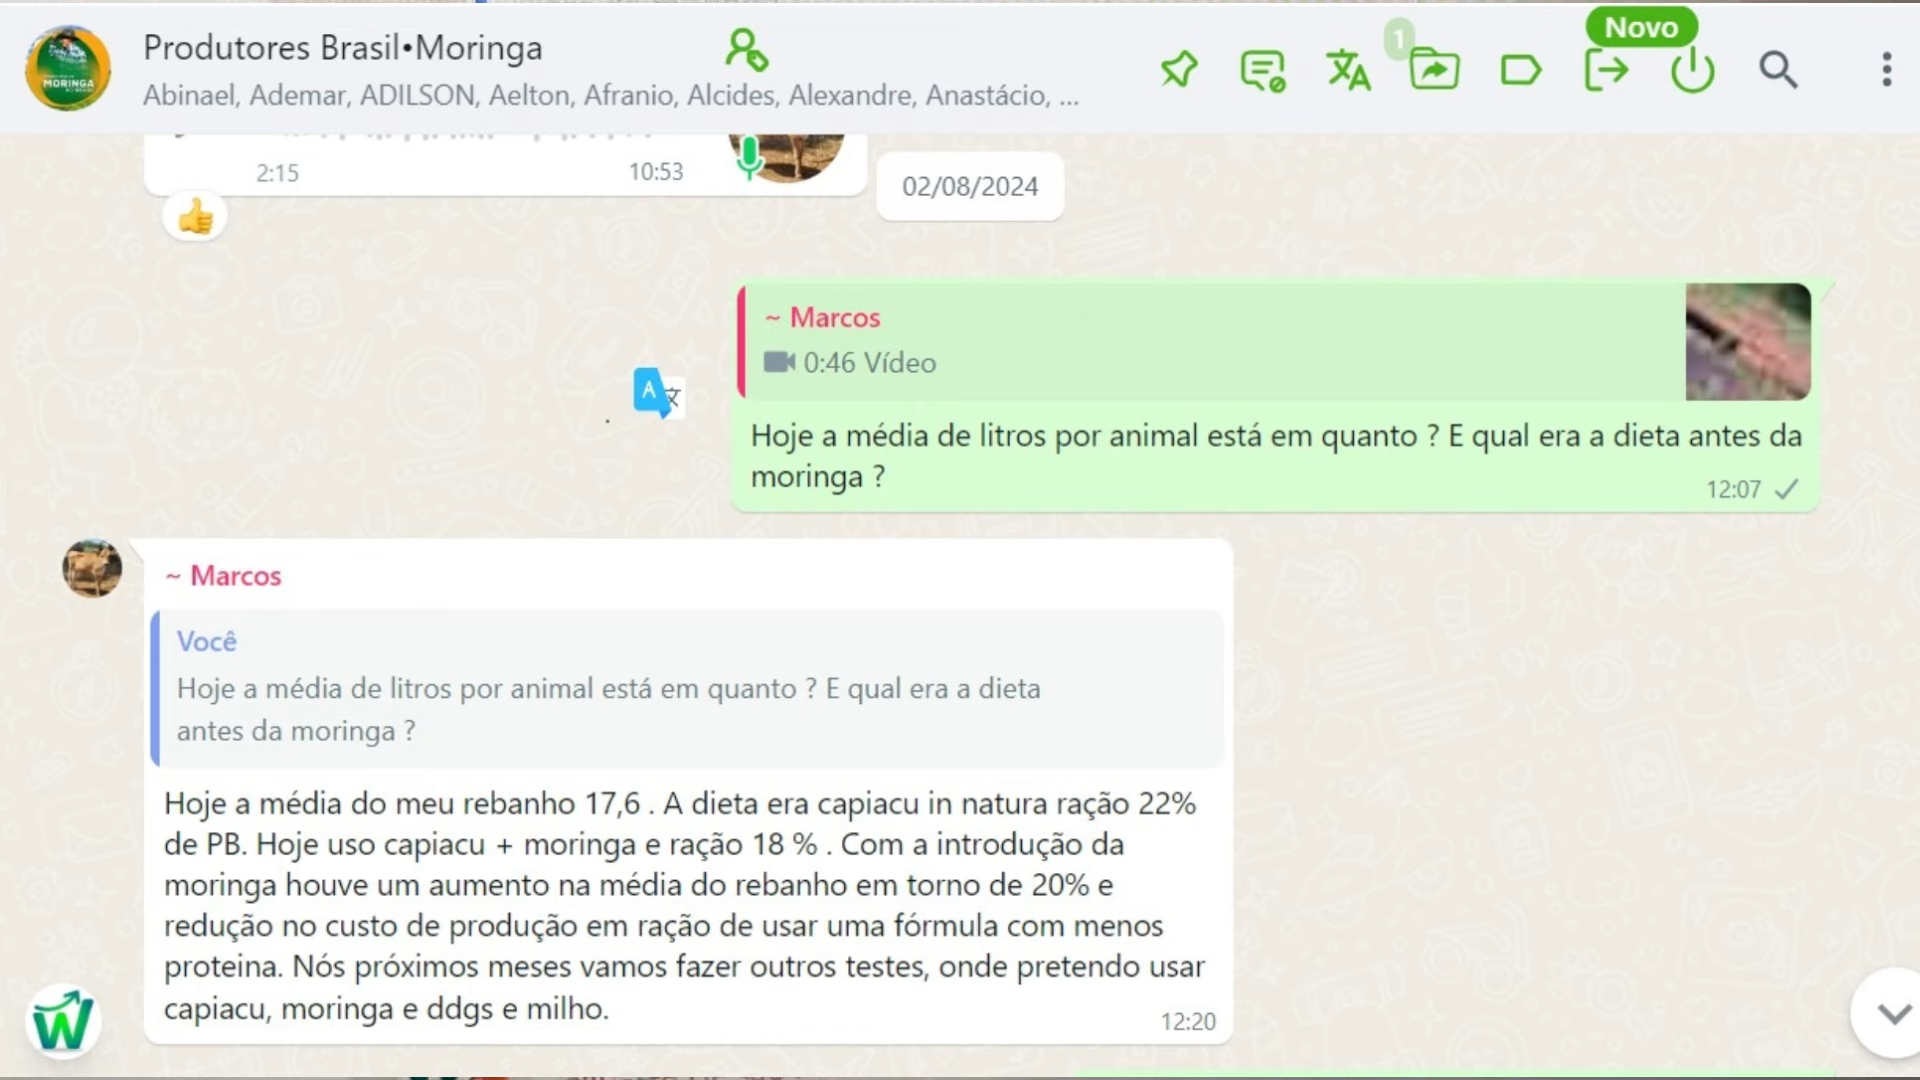 Novo
Produtores Brasil•Moringa
1
Abinael, Ademar, ADILSON, Aelton, Afranio, Alcides, Alexandre, Anastácio, ...
MORINGA
2:15
10:53
02/08/2024
~ Marcos
0:46 Vídeo
Hoje a média de litros por animal está em quanto ? E qual era a dieta antes da
moringa ?
12:07
~ Marcos
Você
Hoje a média de litros por animal está em quanto ? E qual era a dieta
antes da moringa ?
Hoje a média do meu rebanho 17,6 . A dieta era capiacu in natura ração 22%
de PB. Hoje uso capiacu + moringa e ração 18 % . Com a introdução da
moringa houve um aumento na média do rebanho em torno de 20% e
redução no custo de produção em ração de usar uma fórmula com menos
proteina. Nós próximos meses vamos fazer outros testes, onde pretendo usar
capiacu, moringa e ddgs e milho.
12:20